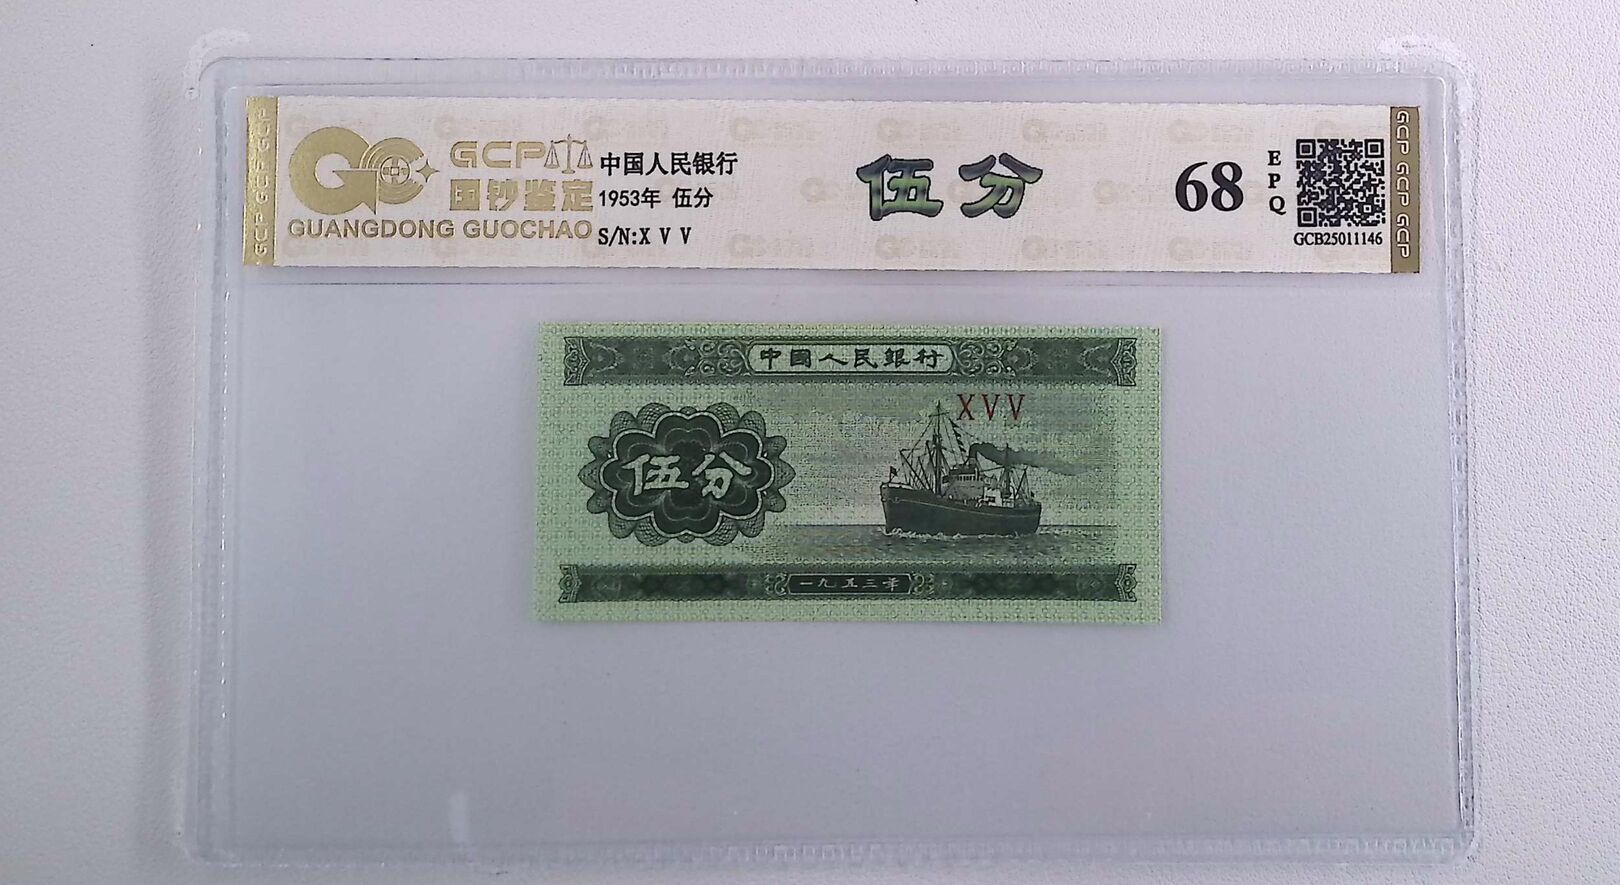 GCP
国钞鉴定
GUANGDONG GUOCHAO
中国人民银行
1953年 伍分
S/N:X V V
伍分
68
EPQ
GCB25011146
GCP GCP GCP
GCP GCP GCP
中國人民銀行
XVV
伍分
一九五三年